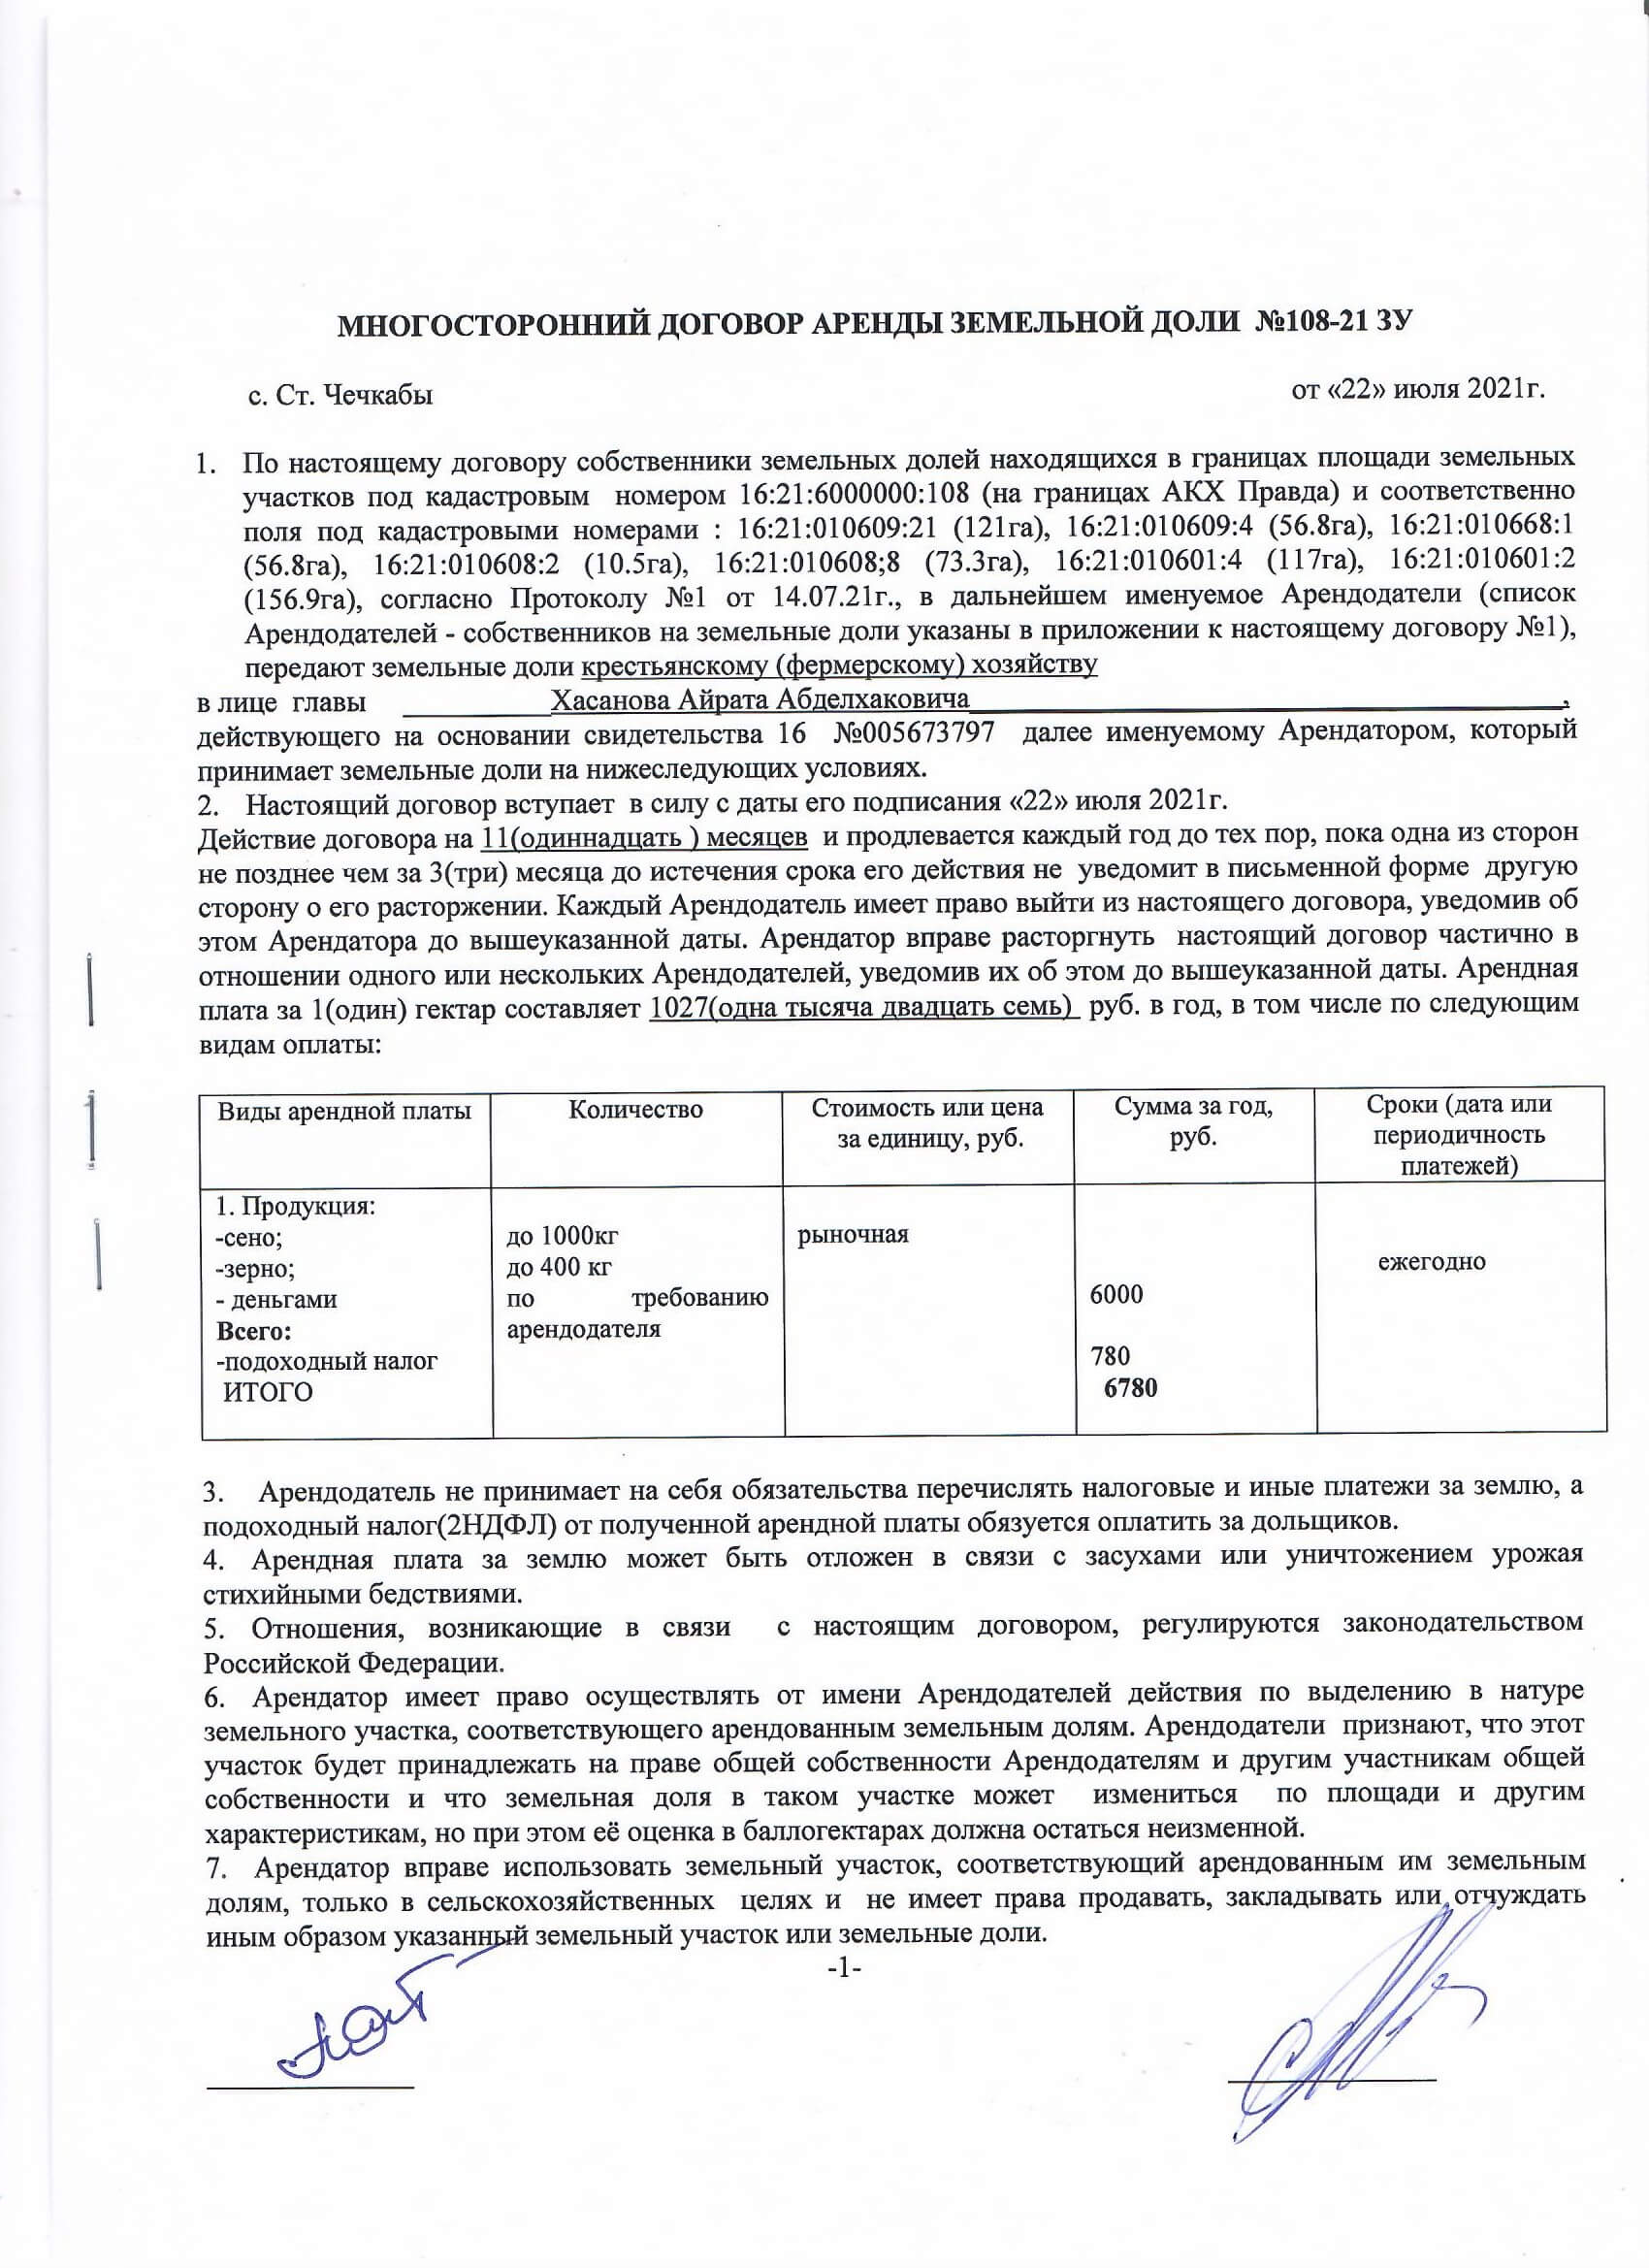 МНОГОСТОРОННИЙ ДОГОВОР АРЕНДЫ ЗЕМЕЛЬНОЙ ДОЛИ №108-21 ЗУ
с. Ст. Чечкабы от «22» июля 2021г.
1. По настоящему договору собственники земельных долей находящихся в границах площади земельных
участков под кадастровым номером 16:21:6000000:108 (на границах АКХ Правда) и соответственно
поля под кадастровыми номерами : 16:21:010609:21 (121га), 16:21:010609:4 (56.8га), 16:21:010668:1
(56.8га), 16:21:010608:2 (10.5га), 16:21:010608;8 (73.3га), 16:21:010601:4 (117га), 16:21:010601:2
(156.9га), согласно Протоколу №1 от 14.07.21г., в дальнейшем именуемое Арендодатели (список
Арендодателей - собственников на земельные доли указаны в приложении к настоящему договору №1),
передают земельные доли крестьянскому (фермерскому) хозяйству
в лице главы Хасанова Айрата Абделхаковича,
действующего на основании свидетельства 16 №005673797 далее именуемому Арендатором, который
принимает земельные доли на нижеследующих условиях.
2. Настоящий договор вступает в силу с даты его подписания «22» июля 2021г.
Действие договора на 11(одиннадцать ) месяцев и продлевается каждый год до тех пор, пока одна из сторон
не позднее чем за 3(три) месяца до истечения срока его действия не уведомит в письменной форме другую
сторону о его расторжении. Каждый Арендодатель имеет право выйти из настоящего договора, уведомив об
этом Арендатора до вышеуказанной даты. Арендатор вправе расторгнуть настоящий договор частично в
отношении одного или нескольких Арендодателей, уведомив их об этом до вышеуказанной даты. Арендная
плата за 1(один) гектар составляет 1027(одна тысяча двадцать семь) руб. в год, в том числе по следующим
видам оплаты:
Виды арендной платы Количество Стоимость или цена Сумма за год, Сроки (дата или
за единицу, руб. руб. периодичность
платежей)
1. Продукция:
-сено; до 1000кг рыночная
-зерно; до 400 кг ежегодно
- деньгами по требованию 6000
Всего: арендодателя
-подоходный налог 780
ИТОГО 6780
3. Арендодатель не принимает на себя обязательства перечислять налоговые и иные платежи за землю, а
подоходный налог(2НДФЛ) от полученной арендной платы обязуется оплатить за дольщиков.
4. Арендная плата за землю может быть отложен в связи с засухами или уничтожением урожая
стихийными бедствиями.
5. Отношения, возникающие в связи с настоящим договором, регулируются законодательством
Российской Федерации.
6. Арендатор имеет право осуществлять от имени Арендодателей действия по выделению в натуре
земельного участка, соответствующего арендованным земельным долям. Арендодатели признают, что этот
участок будет принадлежать на праве общей собственности Арендодателям и другим участникам общей
собственности и что земельная доля в таком участке может измениться по площади и другим
характеристикам, но при этом её оценка в баллогектарах должна остаться неизменной.
7. Арендатор вправе использовать земельный участок, соответствующий арендованным им земельным
долям, только в сельскохозяйственных целях и не имеет права продавать, закладывать или отчуждать
иным образом указанный земельный участок или земельные доли.
-1-